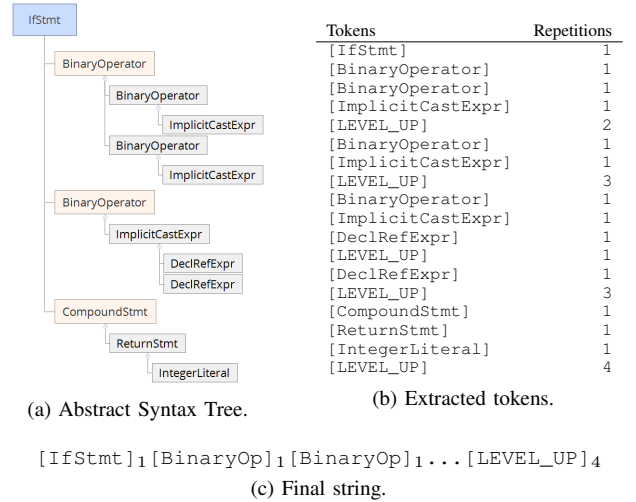 IfStmt
BinaryOperator
BinaryOperator
ImplicitCastExpr
BinaryOperator
ImplicitCastExpr
BinaryOperator
ImplicitCastExpr
DeclRefExpr
DeclRefExpr
CompoundStmt
ReturnStmt
IntegerLiteral
(a) Abstract Syntax Tree.
Tokens Repetitions
[IfStmt] 1
[BinaryOperator] 1
[BinaryOperator] 1
[ImplicitCastExpr] 1
[LEVEL_UP] 2
[BinaryOperator] 1
[ImplicitCastExpr] 1
[LEVEL_UP] 3
[BinaryOperator] 1
[ImplicitCastExpr] 1
[DeclRefExpr] 1
[LEVEL_UP] 1
[DeclRefExpr] 1
[LEVEL_UP] 3
[CompoundStmt] 1
[ReturnStmt] 1
[IntegerLiteral] 1
[LEVEL_UP] 4
(b) Extracted tokens.
[IfStmt]1[BinaryOp]1[BinaryOp]1...[LEVEL_UP]4
(c) Final string.